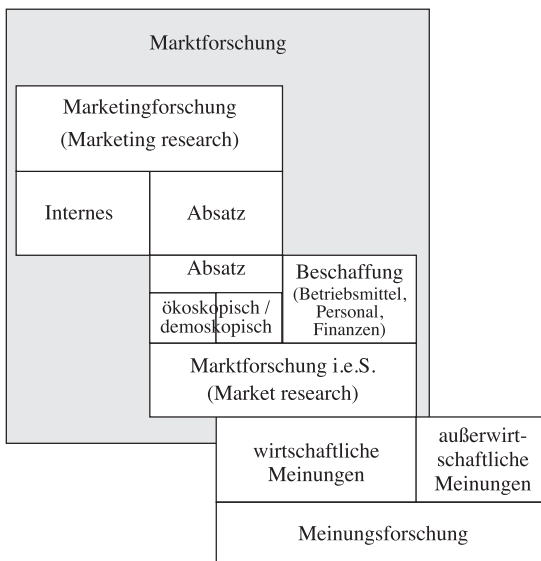 Marktforschung
Marketingforschung
(Marketing research)
Internes
Absatz
Absatz
ökoskopisch /
demoskopisch
Beschaffung
(Betriebsmittel,
Personal,
Finanzen)
Marktforschung i.e.S.
(Market research)
wirtschaftliche
Meinungen
außerwirt-
schaftliche
Meinungen
Meinungsforschung